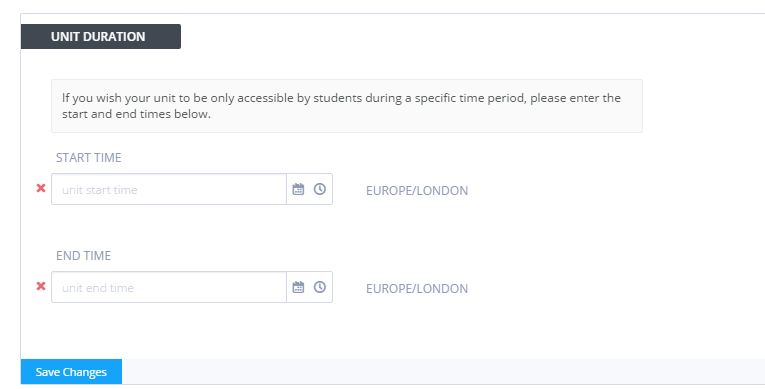 UNIT DURATION
If you wish your unit to be only accessible by students during a specific time period, please enter the
start and end times below.
START TIME
unit start time
EUROPE/LONDON
END TIME
unit end time
EUROPE/LONDON
Save Changes